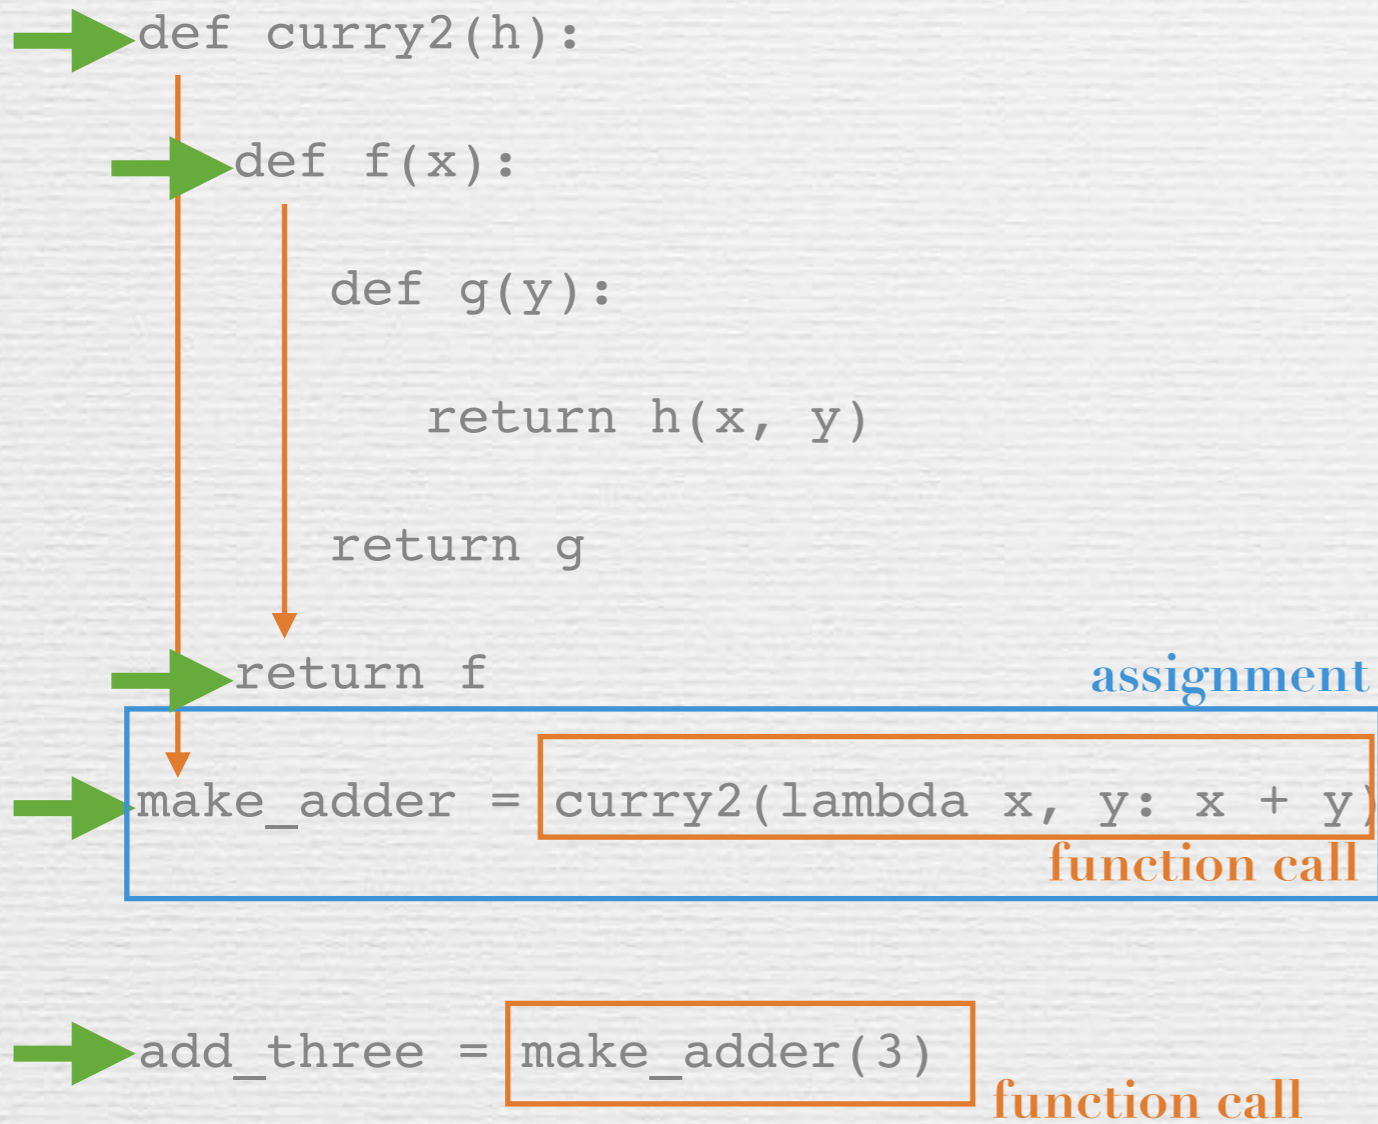 def curry2(h):
def f(x):
def g(y):
return h(x, y)
return g
return f
assignment
make_adder = curry2(lambda x, y: x + y)
function call
add_three = make_adder(3)
function call